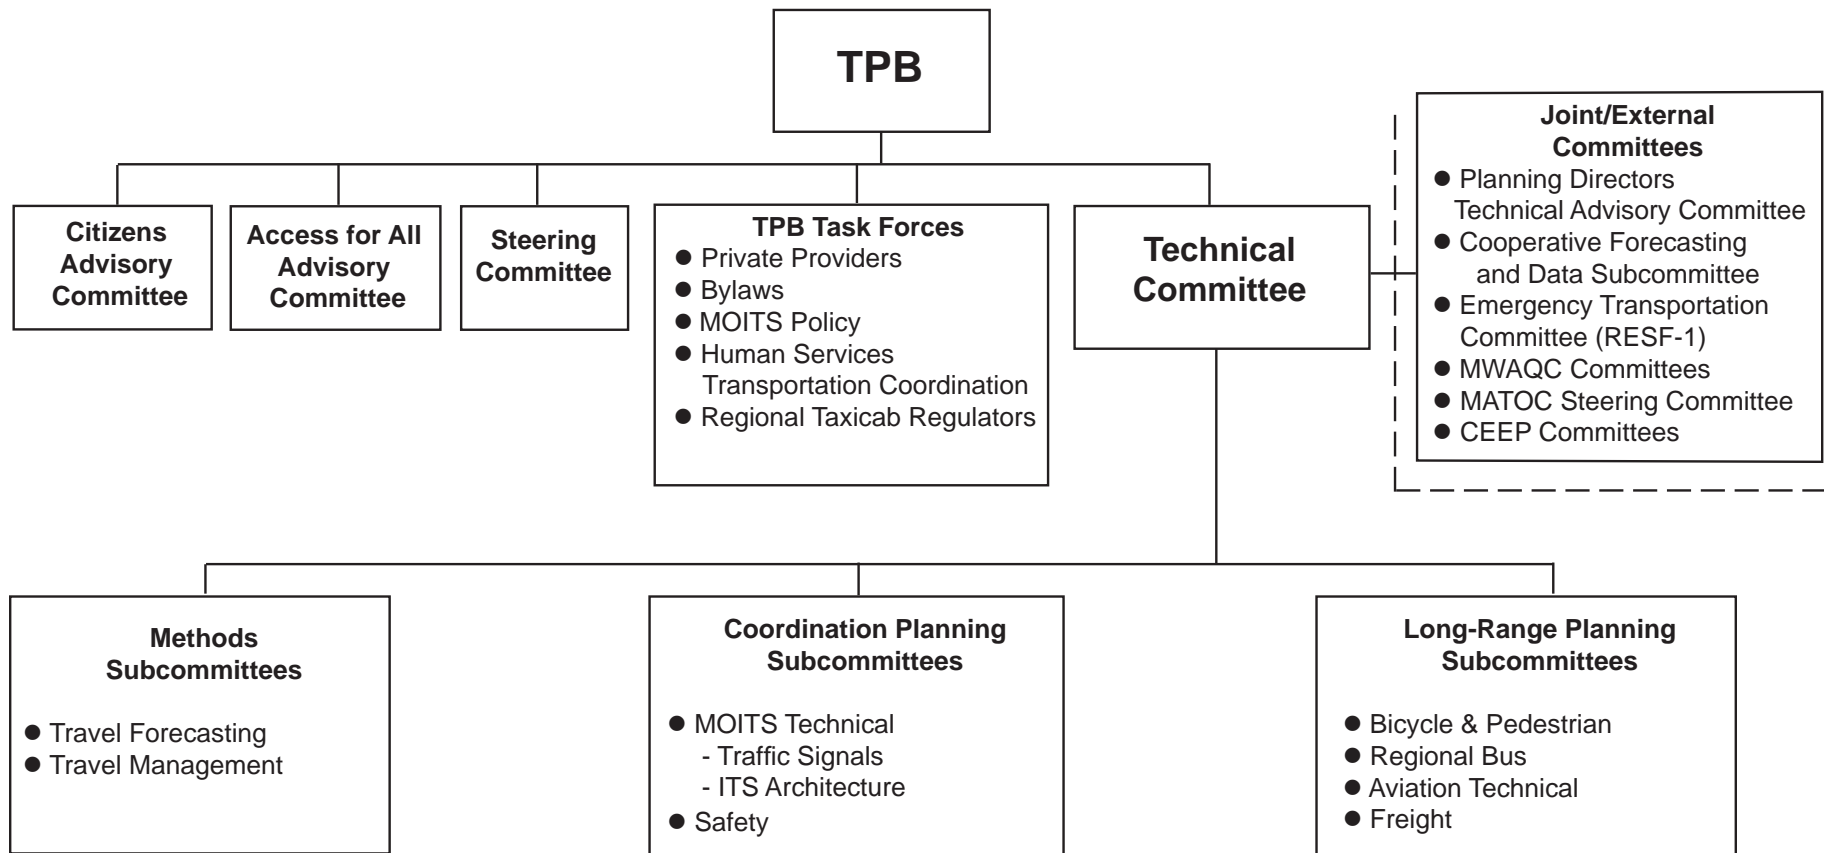 TPB
Joint/External
Committees
● Planning Directors
Technical Advisory Committee
● Cooperative Forecasting
and Data Subcommittee
● Emergency Transportation
Committee (RESF-1)
● MWAQC Committees
● MATOC Steering Committee
● CEEP Committees
Citizens
Advisory
Committee
Access for All
Advisory
Committee
Steering
Committee
TPB Task Forces
● Private Providers
● Bylaws
● MOITS Policy
● Human Services
Transportation Coordination
● Regional Taxicab Regulators
Technical
Committee
Methods
Subcommittees
● Travel Forecasting
● Travel Management
Coordination Planning
Subcommittees
● MOITS Technical
- Traffic Signals
- ITS Architecture
● Safety
Long-Range Planning
Subcommittees
● Bicycle & Pedestrian
● Regional Bus
● Aviation Technical
● Freight